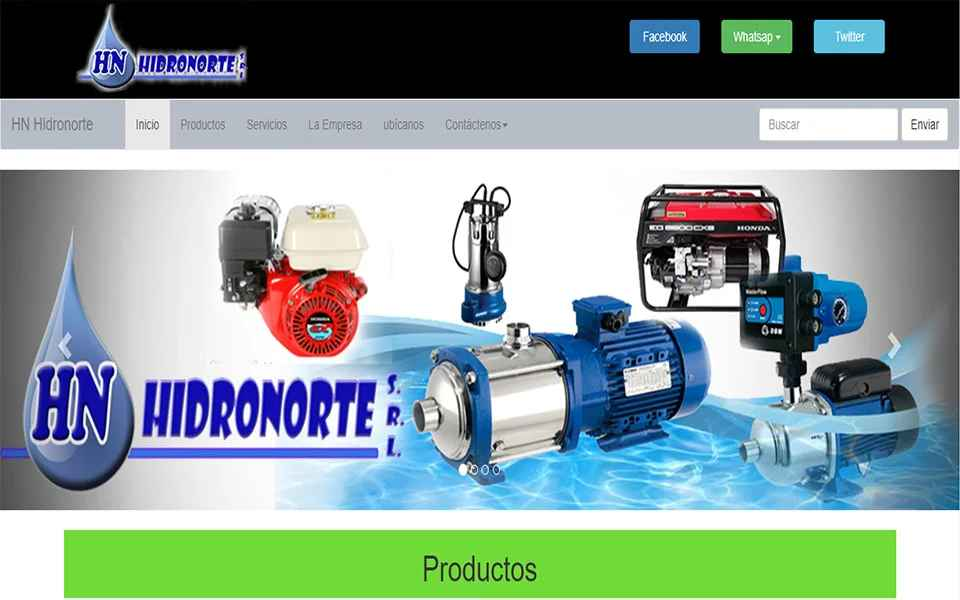 HN HIDRONORTE S.R.L
Facebook
Whatsap
Twitter
HN HIdronorte
Inicio
Productos
Servicios
La Empresa
ubícanos
Contáctenos
Buscar
Enviar
HONDA
HONDA
HN HIDRONORTE S.R.L.
Productos